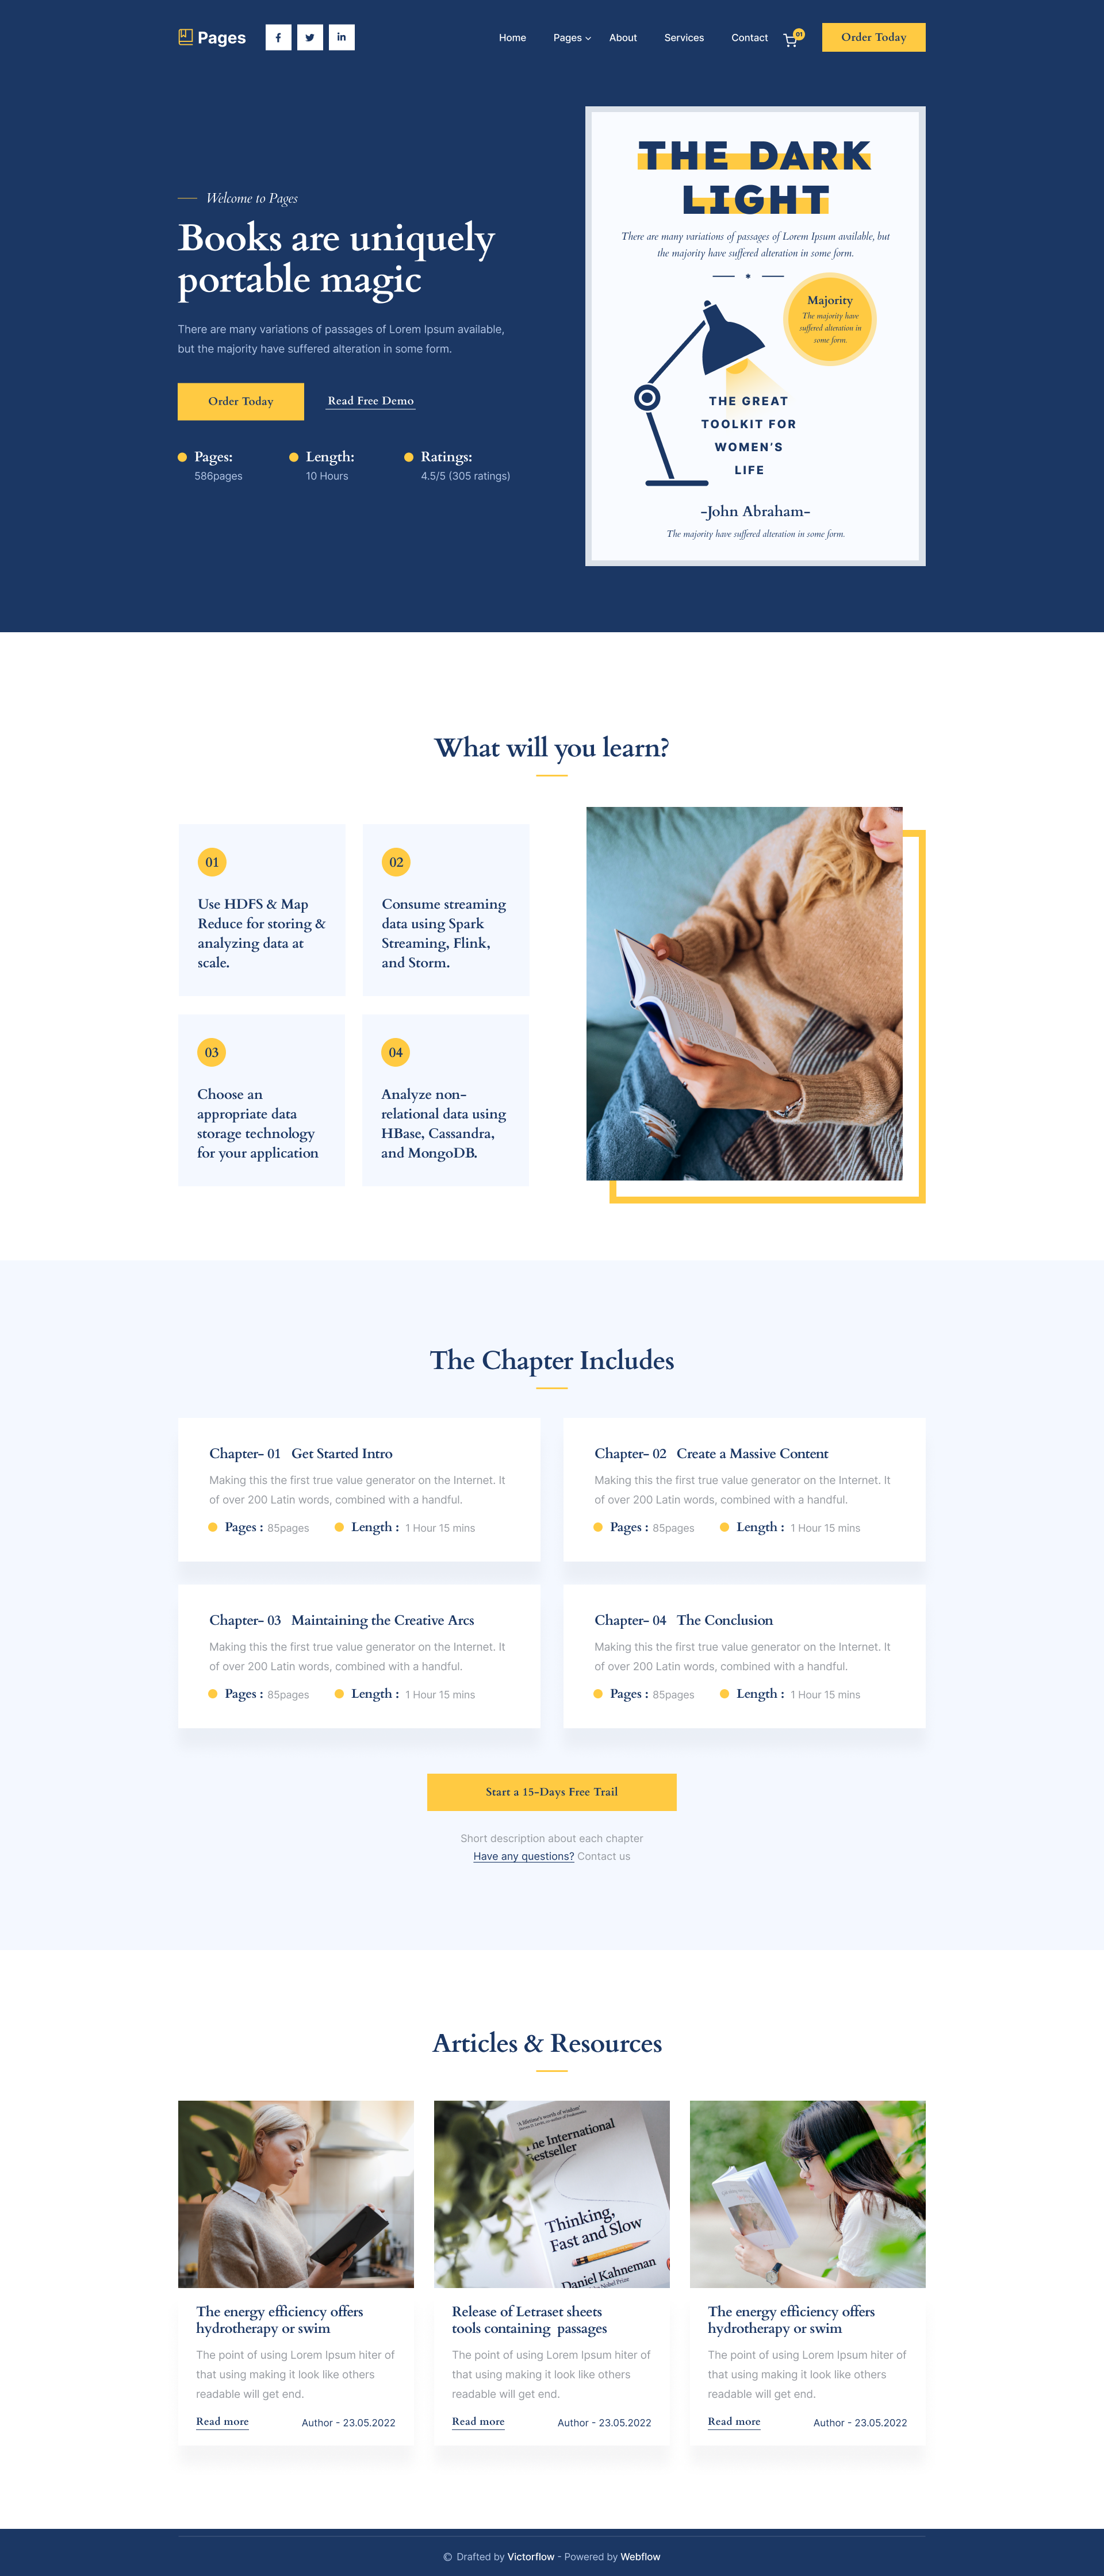 Pages
Home
Pages
About
Services
Contact
01
Order Today
Welcome to Pages
Books are uniquely
portable magic
There are many variations of passages of Lorem Ipsum available,
but the majority have suffered alteration in some form.
Order Today
Read Free Demo
Pages:
586pages
Length:
10 Hours
Ratings:
4.5/5 (305 ratings)
THE DARK
LIGHT
There are many variations of passages of Lorem Ipsum available, but
the majority have suffered alteration in some form.
Majority
The majority have
suffered alteration in
some form.
THE GREAT
TOOLKIT FOR
WOMEN'S
LIFE
-John Abraham-
The majority have suffered alteration in some form.
What will you learn?
01
Use HDFS & Map
Reduce for storing &
analyzing data at
scale.
02
Consume streaming
data using Spark
Streaming, Flink,
and Storm.
03
Choose an
appropriate data
storage technology
for your application
04
Analyze non-
relational data using
HBase, Cassandra,
and MongoDB.
The Chapter Includes
Chapter- 01 Get Started Intro
Making this the first true value generator on the Internet. It
of over 200 Latin words, combined with a handful.
Pages : 85pages Length : 1 Hour 15 mins
Chapter- 02 Create a Massive Content
Making this the first true value generator on the Internet. It
of over 200 Latin words, combined with a handful.
Pages : 85pages Length : 1 Hour 15 mins
Chapter- 03 Maintaining the Creative Arcs
Making this the first true value generator on the Internet. It
of over 200 Latin words, combined with a handful.
Pages : 85pages Length : 1 Hour 15 mins
Chapter- 04 The Conclusion
Making this the first true value generator on the Internet. It
of over 200 Latin words, combined with a handful.
Pages : 85pages Length : 1 Hour 15 mins
Start a 15-Days Free Trail
Short description about each chapter
Have any questions? Contact us
Articles & Resources
The energy efficiency offers
hydrotherapy or swim
The point of using Lorem Ipsum hiter of
that using making it look like others
readable will get end.
Read more
Author - 23.05.2022
'A lifetime's worth of wisdom'
The International
Bestseller
Thinking,
Fast and Slow
Daniel Kahneman
Nobel Prize
Release of Letraset sheets
tools containing passages
The point of using Lorem Ipsum hiter of
that using making it look like others
readable will get end.
Read more
Author - 23.05.2022
The energy efficiency offers
hydrotherapy or swim
The point of using Lorem Ipsum hiter of
that using making it look like others
readable will get end.
Read more
Author - 23.05.2022
© Drafted by Victorflow - Powered by Webflow